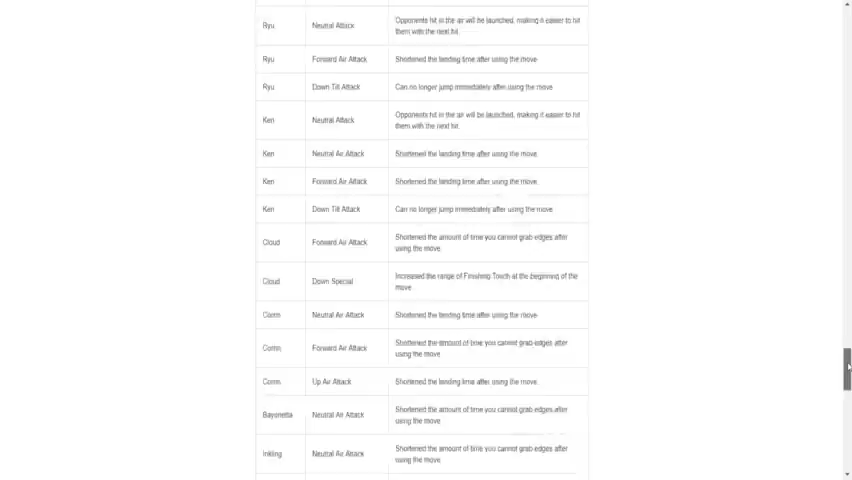 Ryu Neutral Attack Opponents hit in the air will be launched, making it easier to hit
them with the next hit.
Ryu Forward Air Attack Shortened the landing time after using the move
Ryu Down Tilt Attack Can no longer jump immediately after using the move
Ken Neutral Attack Opponents hit in the air will be launched, making it easier to hit
them with the next hit.
Ken Neutral Air Attack Shortened the landing time after using the move.
Ken Forward Air Attack Shortened the landing time after using the move.
Ken Down Tilt Attack Can no longer jump immediately after using the move
Cloud Forward Air Attack Shortened the amount of time you cannot grab edges after
using the move.
Cloud Down Special Increased the range of Finishing Touch at the beginning of the
move
Corrin Neutral Air Attack Shortened the landing time after using the move
Corrin Forward Air Attack Shortened the amount of time you cannot grab edges after
using the move
Corrin Up Air Attack Shortened the landing time after using the move.
Bayonetta Neutral Air Attack Shortened the amount of time you cannot grab edges after
using the move
Inkling Neutral Air Attack Shortened the amount of time you cannot grab edges after
using the move